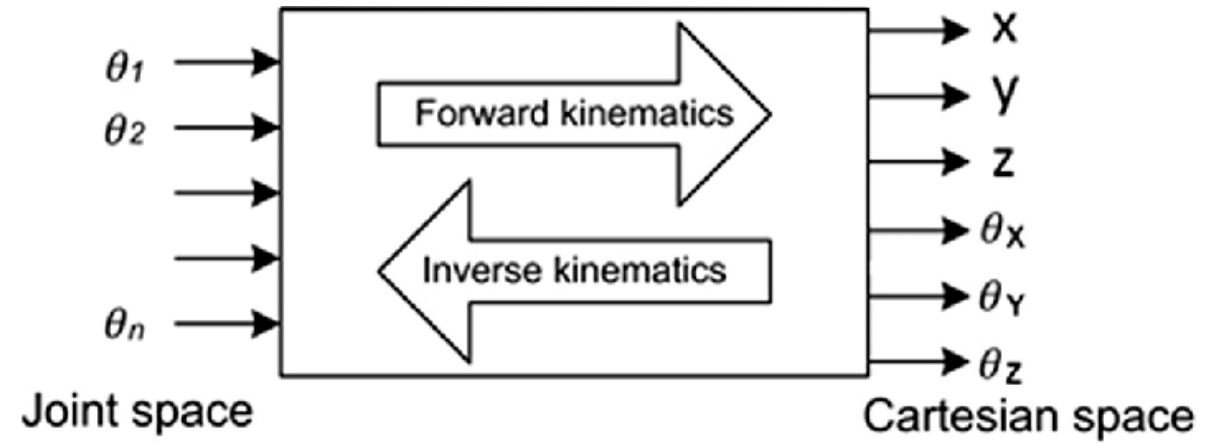 θ1
θ2
θn
Joint space
Forward kinematics
Inverse kinematics
x
y
z
θX
θY
θZ
Cartesian space